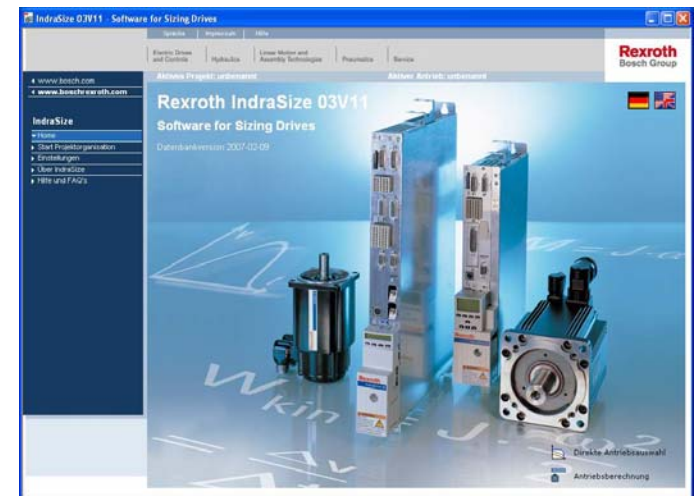 IndraSize 03V11 - Software for Sizing Drives
Sprache Impressum Hilfe
Electric Drives and Controls
Hydraulics
Linear Motion and Assembly Technologies
Pneumatics
Service
Rexroth
Bosch Group
Aktives Projekt: unbenannt Aktiver Antrieb: unbenannt
www.bosch.com
www.boschrexroth.com
IndraSize
Home
Start Projektorganisation
Einstellungen
Über IndraSize
Hilfe und FAQ's
Rexroth IndraSize 03V11
Software for Sizing Drives
Datenbankversion 2007-02-09
M=J·α
W kin
Rexroth
Rexroth
Direkte Antriebsauswahl
Antriebsberechnung